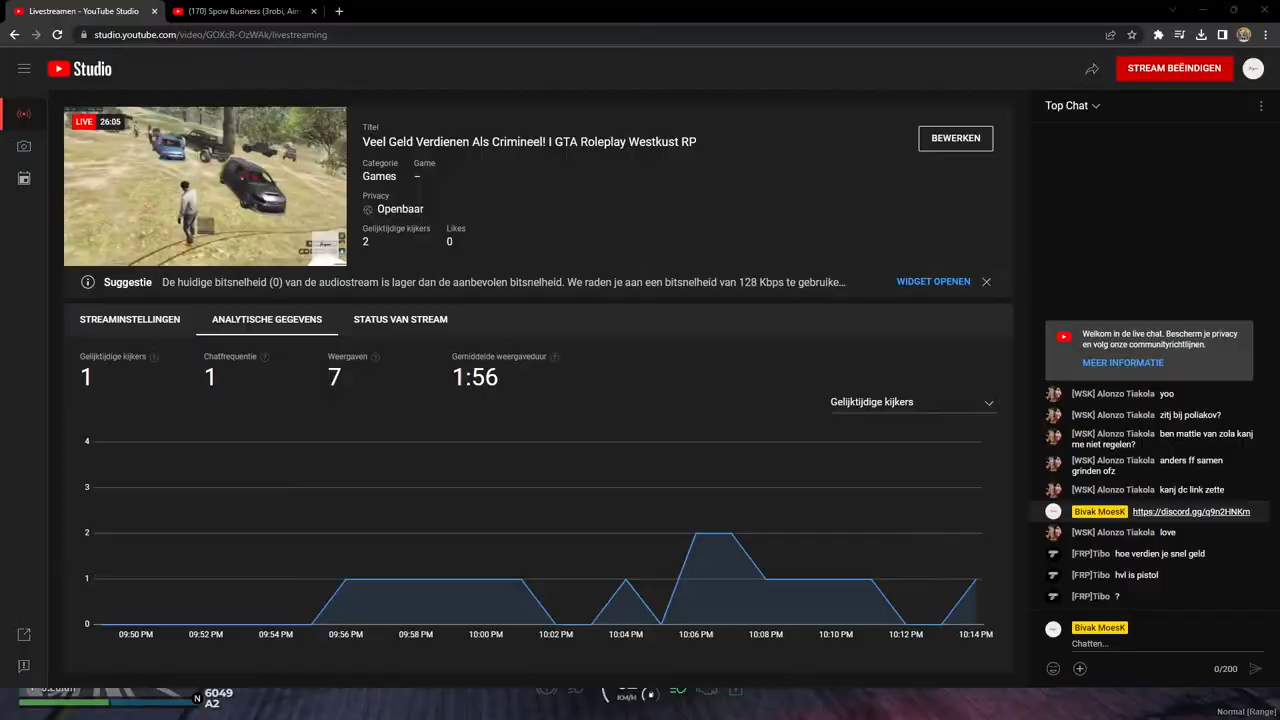 Livestreamen - YouTube Studio
(170) Spow Business (3robi, Air
studio.youtube.com/video/GOXcR-OzWAk/livestreaming
Studio
STREAM BEËINDIGEN
LIVE 26:05
Titel
Veel Geld Verdienen Als Crimineel! I GTA Roleplay Westkust RP
Categorie Game
Games –
Privacy
Openbaar
Gelijktijdige kijkers Likes
2 0
BEWERKEN
Suggestie De huidige bitsnelheid (0) van de audiostream is lager dan de aanbevolen bitsnelheid. We raden je aan een bitsnelheid van 128 Kbps te gebruike...
WIDGET OPENEN
STREAMINSTELLINGEN ANALYTISCHE GEGEVENS STATUS VAN STREAM
Gelijktijdige kijkers Chatfrequentie Weergaven Gemiddelde weergaveduur
1 1 7 1:56
Gelijktijdige kijkers
4
3
2
1
0
09:50 PM 09:52 PM 09:54 PM 09:56 PM 09:58 PM 10:00 PM 10:02 PM 10:04 PM 10:06 PM 10:08 PM 10:10 PM 10:12 PM 10:14 PM
Top Chat
Welkom in de live chat. Bescherm je privacy
en volg onze communityrichtlijnen.
MEER INFORMATIE
[WSK] Alonzo Tiakola yoo
[WSK] Alonzo Tiakola zitj bij poliakov?
[WSK] Alonzo Tiakola ben mattie van zola kanj
me niet regelen?
[WSK] Alonzo Tiakola anders ff samen
grinden ofz
[WSK] Alonzo Tiakola kanj dc link zette
Bivak MoesK https://discord.gg/q9n2HNKm
[WSK] Alonzo Tiakola love
[FRP]Tibo hoe verdien je snel geld
[FRP]Tibo hvl is pistol
[FRP]Tibo ?
Bivak MoesK
Chatten...
0/200
N 6049
A2
KM/H
Normal [Range]